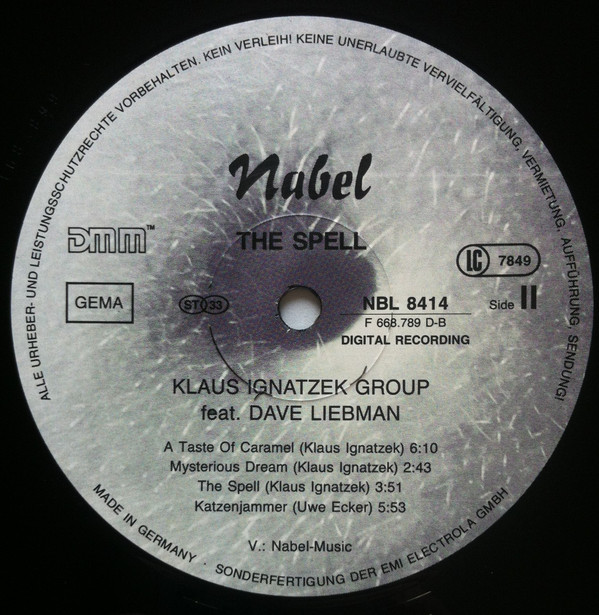 ALLE URHEBER- UND LEISTUNGSSCHUTZRECHTE VORBEHALTEN. KEIN VERLEIH! KEINE UNERLAUBTE VERVIELFÄLTIGUNG, VERMIETUNG, AUFFÜHRUNG, SENDUNG!
Nabel
DMM™
THE SPELL
LC 7849
GEMA
ST 33
NBL 8414
Side II
F 668.789 D-B
DIGITAL RECORDING
KLAUS IGNATZEK GROUP
feat. DAVE LIEBMAN
A Taste Of Caramel (Klaus Ignatzek) 6:10
Mysterious Dream (Klaus Ignatzek) 2:43
The Spell (Klaus Ignatzek) 3:51
Katzenjammer (Uwe Ecker) 5:53
V.: Nabel-Music
MADE IN GERMANY · SONDERFERTIGUNG DER EMI ELECTROLA GMBH